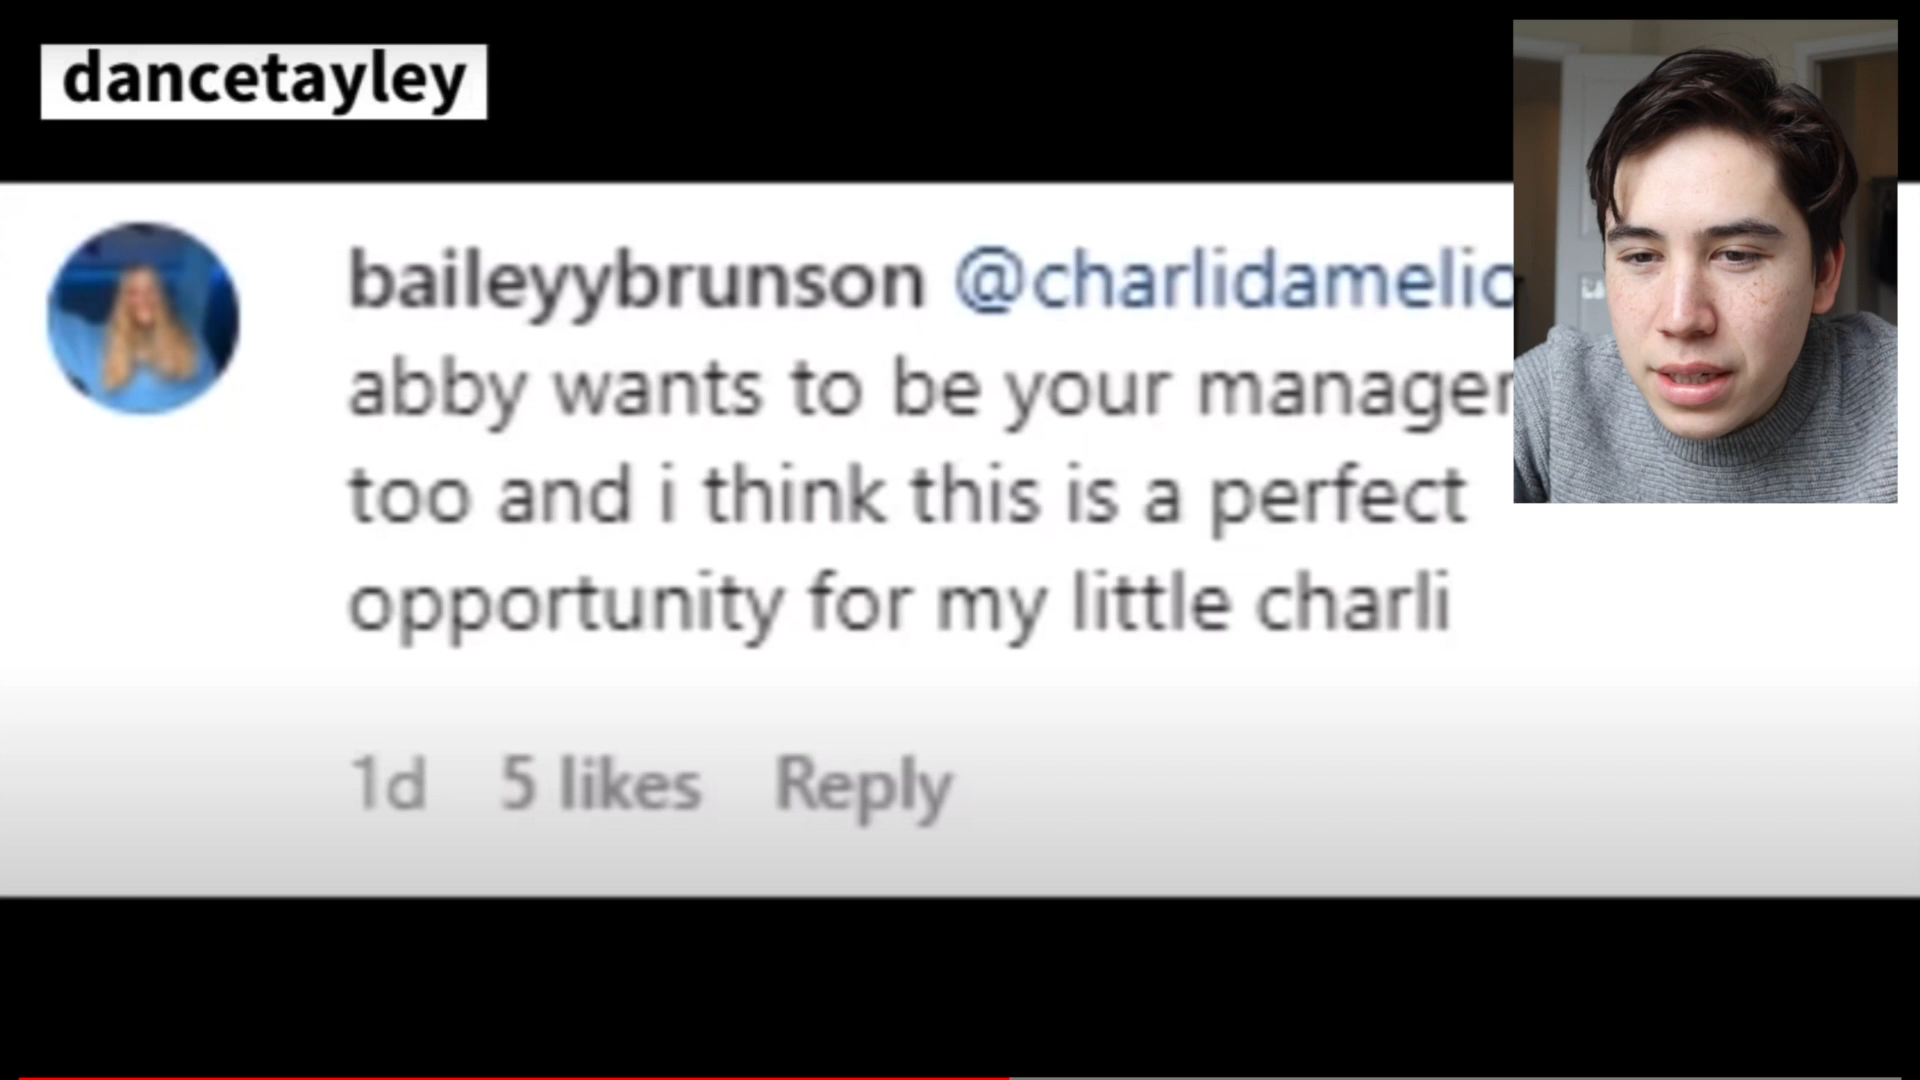 dancetayley
baileyybrunson @charlidamelio
abby wants to be your manager
too and i think this is a perfect
opportunity for my little charli
1d 5 likes Reply